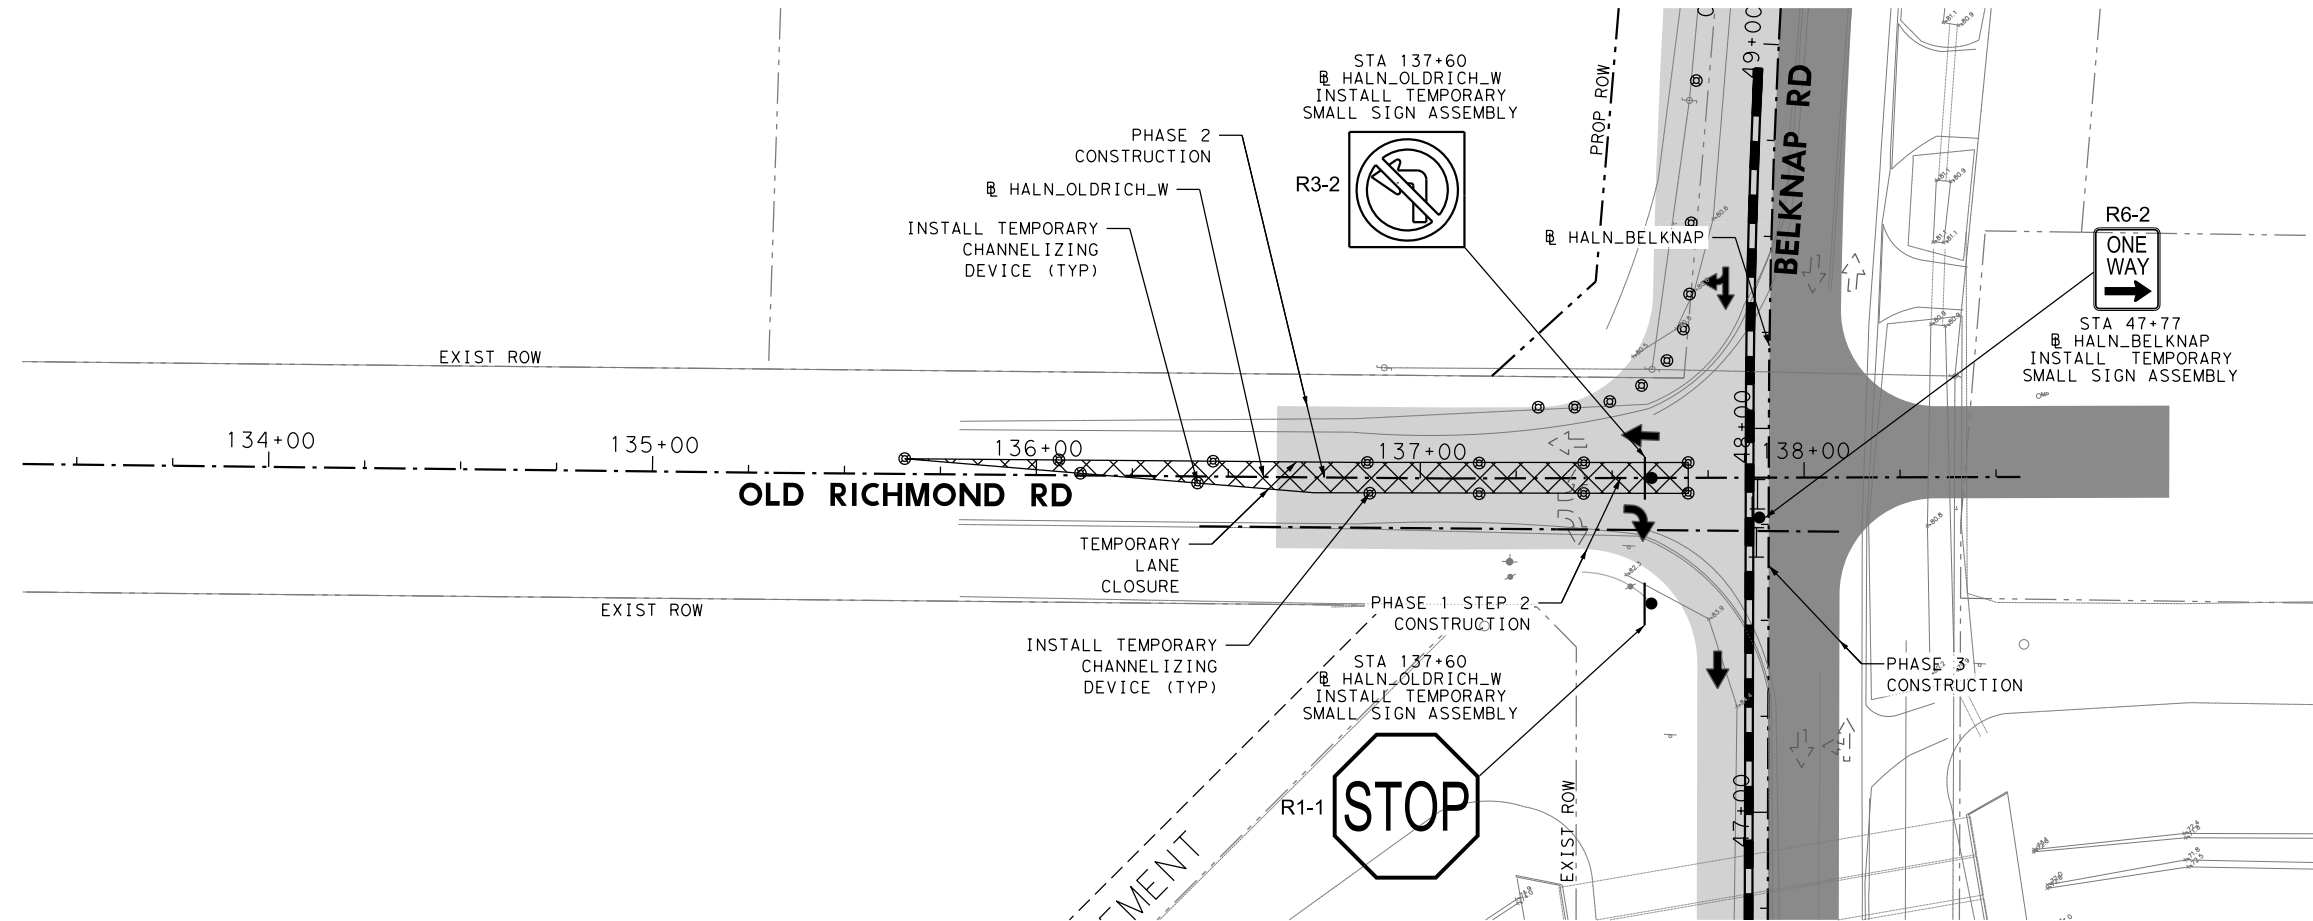 STA 137+60
℄ HALN_OLDRICH_W
INSTALL TEMPORARY
SMALL SIGN ASSEMBLY
R3-2
PHASE 2
CONSTRUCTION
℄ HALN_OLDRICH_W
INSTALL TEMPORARY
CHANNELIZING
DEVICE (TYP)
PROP ROW
49+00
BELKNAP RD
℄ HALN_BELKNAP
R6-2
ONE
WAY
STA 47+77
℄ HALN_BELKNAP
INSTALL TEMPORARY
SMALL SIGN ASSEMBLY
EXIST ROW
134+00
135+00
136+00
137+00
48+00
138+00
OLD RICHMOND RD
TEMPORARY
LANE
CLOSURE
EXIST ROW
PHASE 1 STEP 2
CONSTRUCTION
INSTALL TEMPORARY
CHANNELIZING
DEVICE (TYP)
STA 137+60
℄ HALN_OLDRICH_W
INSTALL TEMPORARY
SMALL SIGN ASSEMBLY
PHASE 3
CONSTRUCTION
R1-1
STOP
EXIST ROW
47+00
EMENT